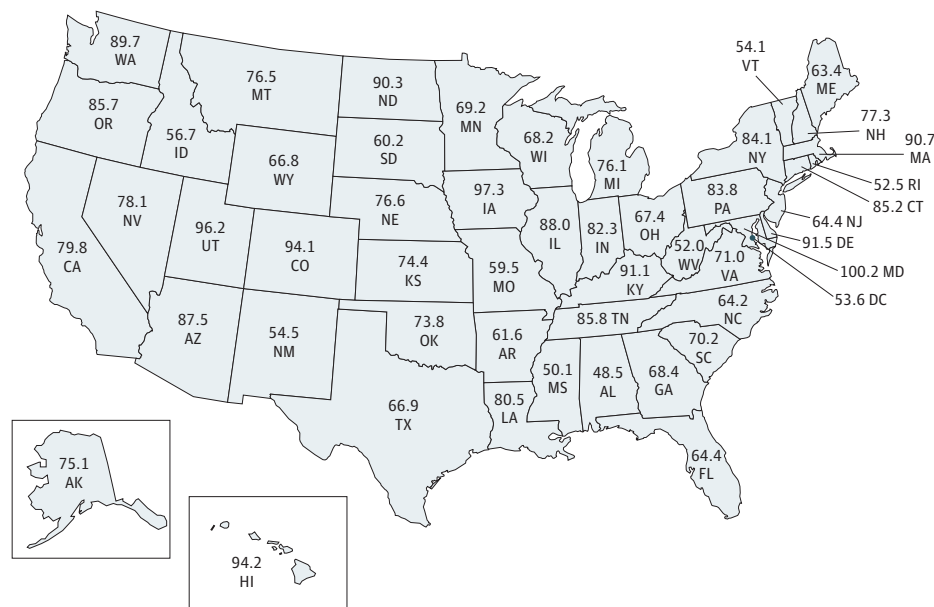 89.7
WA
85.7
OR
79.8
CA
78.1
NV
56.7
ID
76.5
MT
66.8
WY
96.2
UT
94.1
CO
87.5
AZ
54.5
NM
90.3
ND
60.2
SD
76.6
NE
74.4
KS
73.8
OK
66.9
TX
69.2
MN
97.3
IA
59.5
MO
61.6
AR
80.5
LA
68.2
WI
88.0
IL
76.1
MI
82.3
IN
67.4
OH
91.1
KY
85.8 TN
50.1
MS
48.5
AL
68.4
GA
64.4
FL
70.2
SC
64.2
NC
71.0
VA
52.0
WV
83.8
PA
84.1
NY
54.1
VT
63.4
ME
77.3
NH
90.7
MA
52.5 RI
85.2 CT
64.4 NJ
91.5 DE
100.2 MD
53.6 DC
75.1
AK
94.2
HI